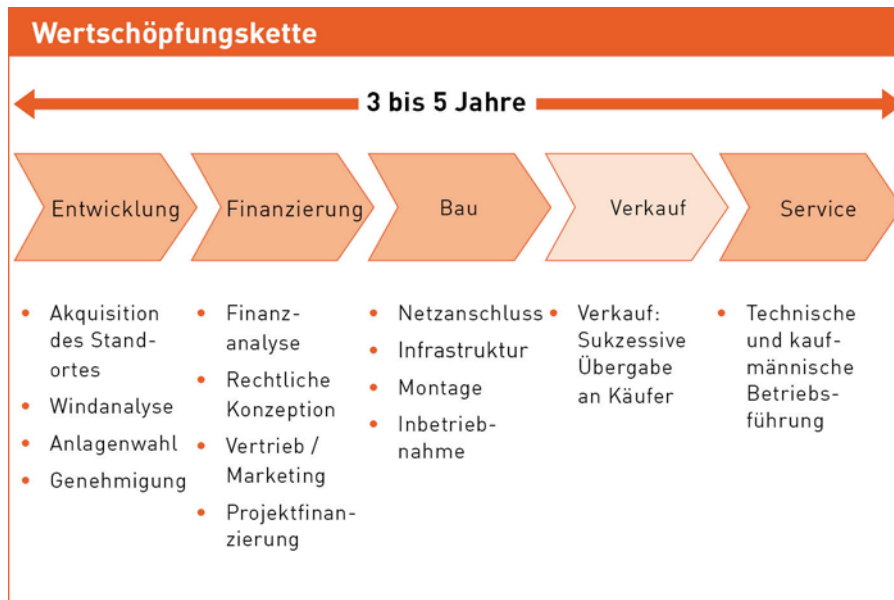 Wertschöpfungskette
3 bis 5 Jahre
Entwicklung
Finanzierung
Bau
Verkauf
Service
• Akquisition
des Stand-
ortes
• Windanalyse
• Anlagenwahl
• Genehmigung
• Finanz-
analyse
• Rechtliche
Konzeption
• Vertrieb /
Marketing
• Projektfinan-
zierung
• Netzanschluss
• Infrastruktur
• Montage
• Inbetrieb-
nahme
• Verkauf:
Sukzessive
Übergabe
an Käufer
• Technische
und kauf-
männische
Betriebs-
führung